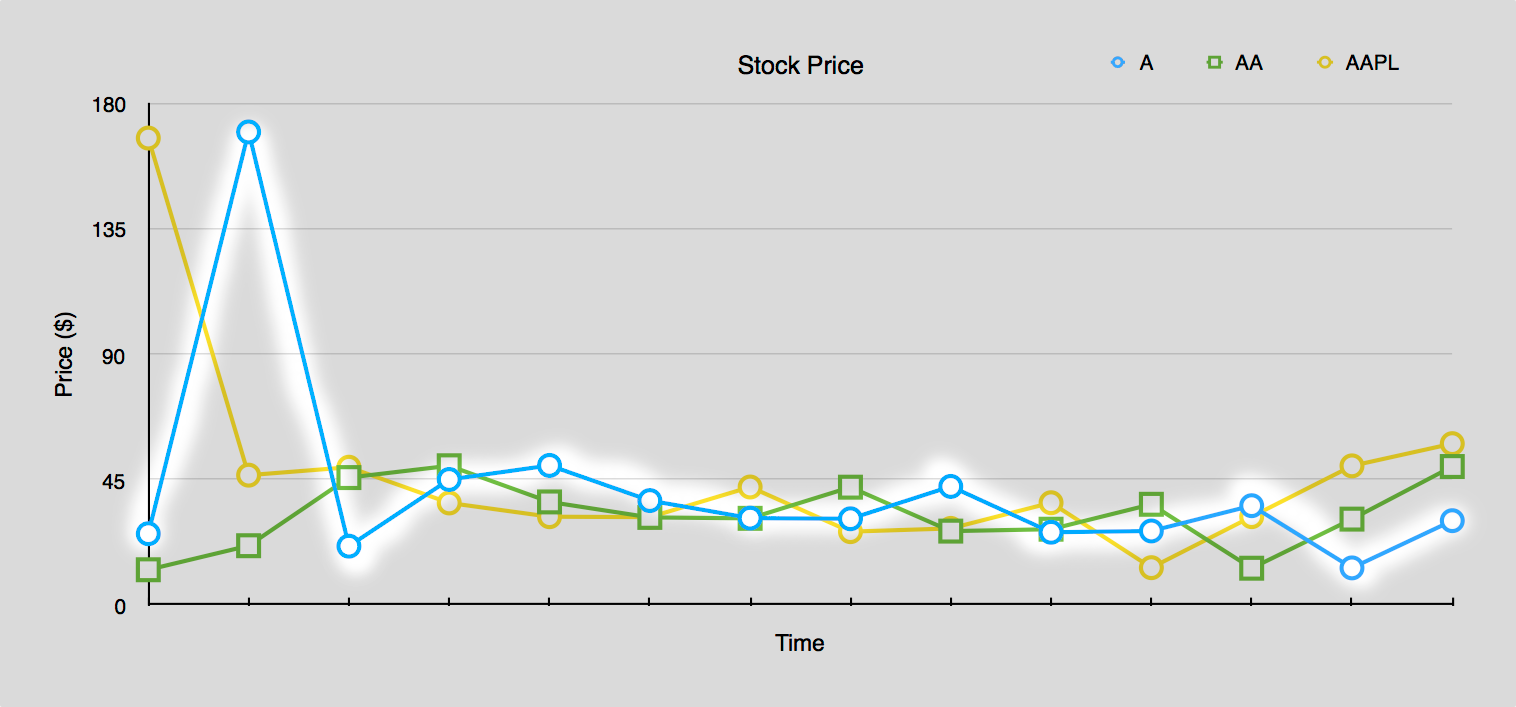 Stock Price
A AA AAPL
180
135
90
45
0
Price ($)
Time